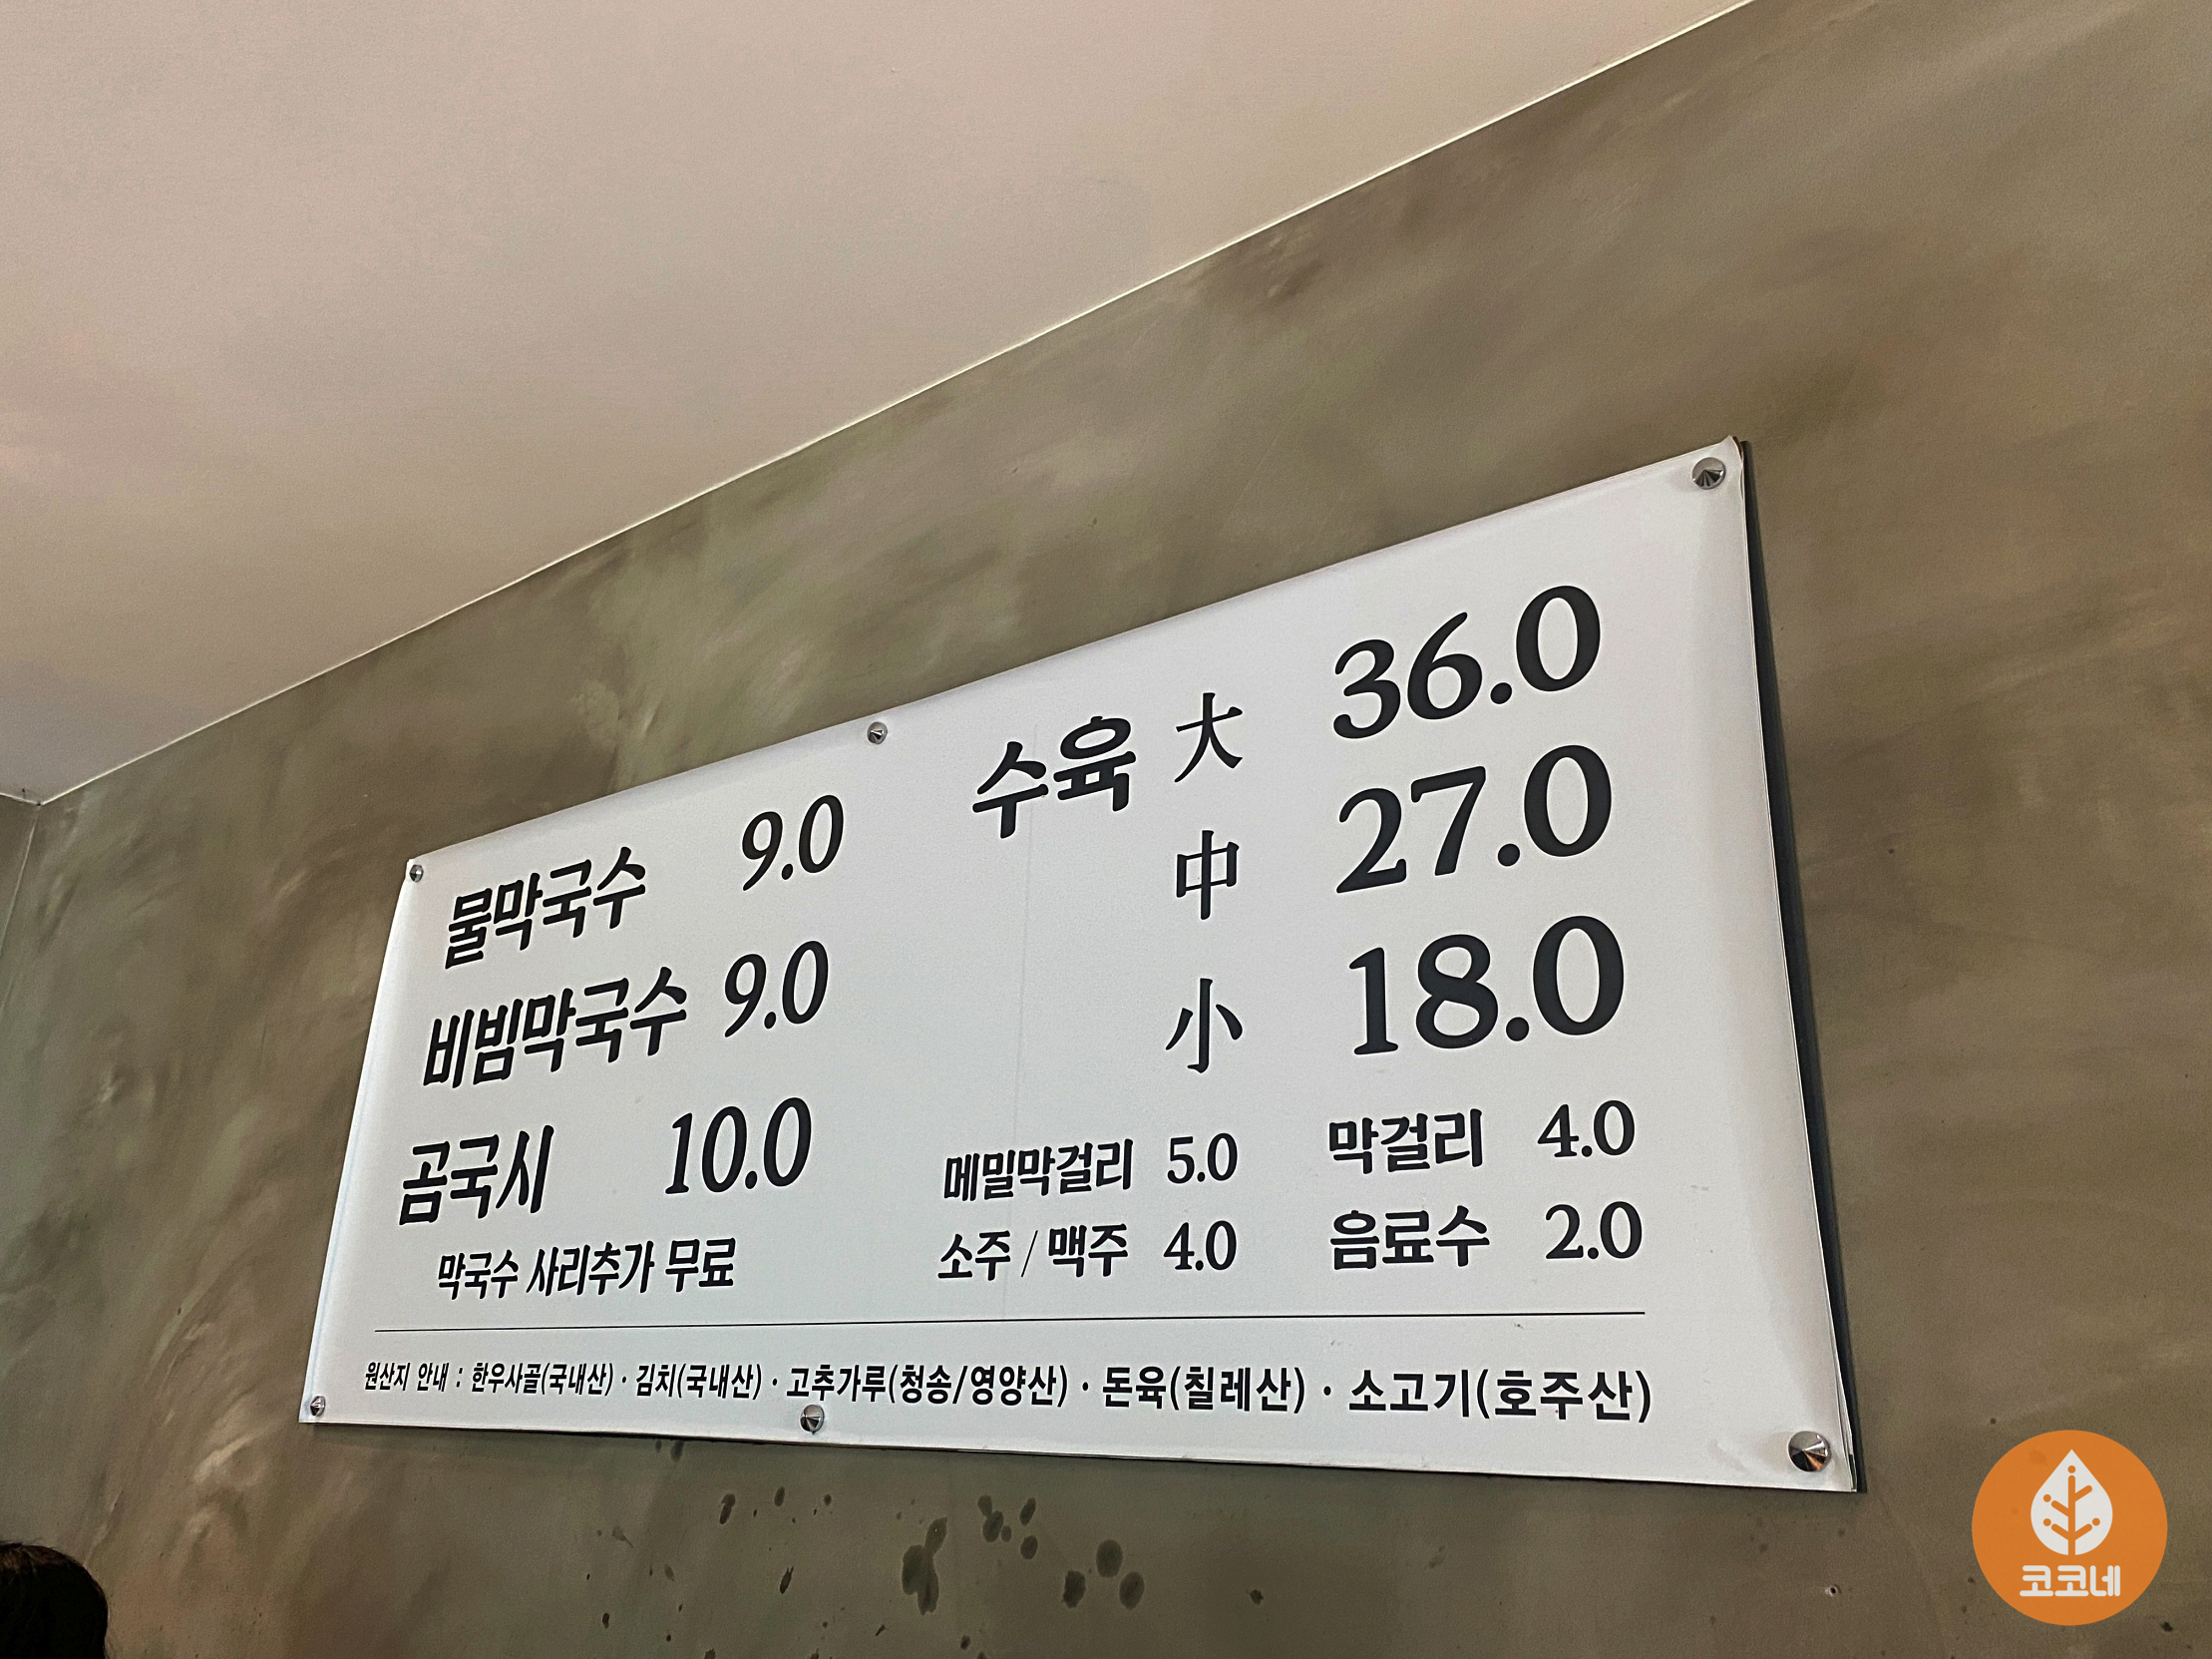 물막국수 9.0
비빔막국수 9.0
곰국시 10.0
막국수 사리추가 무료
수육 大 36.0
中 27.0
小 18.0
메밀막걸리 5.0 막걸리 4.0
소주 / 맥주 4.0 음료수 2.0
원산지 안내 : 한우사골(국내산) · 김치(국내산) · 고추가루(청송/영양산) · 돈육(칠레산) · 소고기(호주산)
코코네